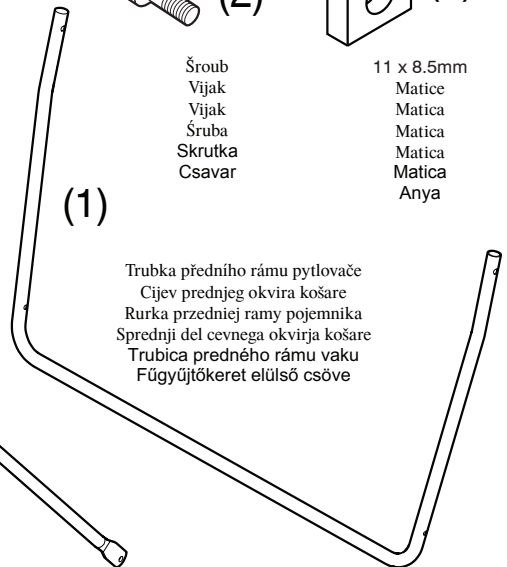 (2)
Šroub
Vijak
Vijak
Śruba
Skrutka
Csavar
11 x 8.5mm
Matice
Matica
Matica
Matica
Matica
Anya
(1)
Trubka předního rámu pytlovače
Cijev prednjeg okvira košare
Rurka przedniej ramy pojemnika
Sprednji del cevnega okvirja košare
Trubica predného rámu vaku
Fűgyűjtőkeret elülső csöve